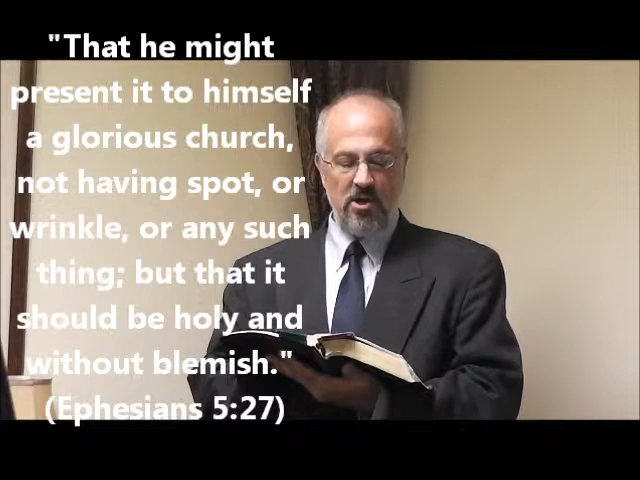 "That he might
present it to himself
a glorious church,
not having spot, or
wrinkle, or any such
thing; but that it
should be holy and
without blemish."
(Ephesians 5:27)